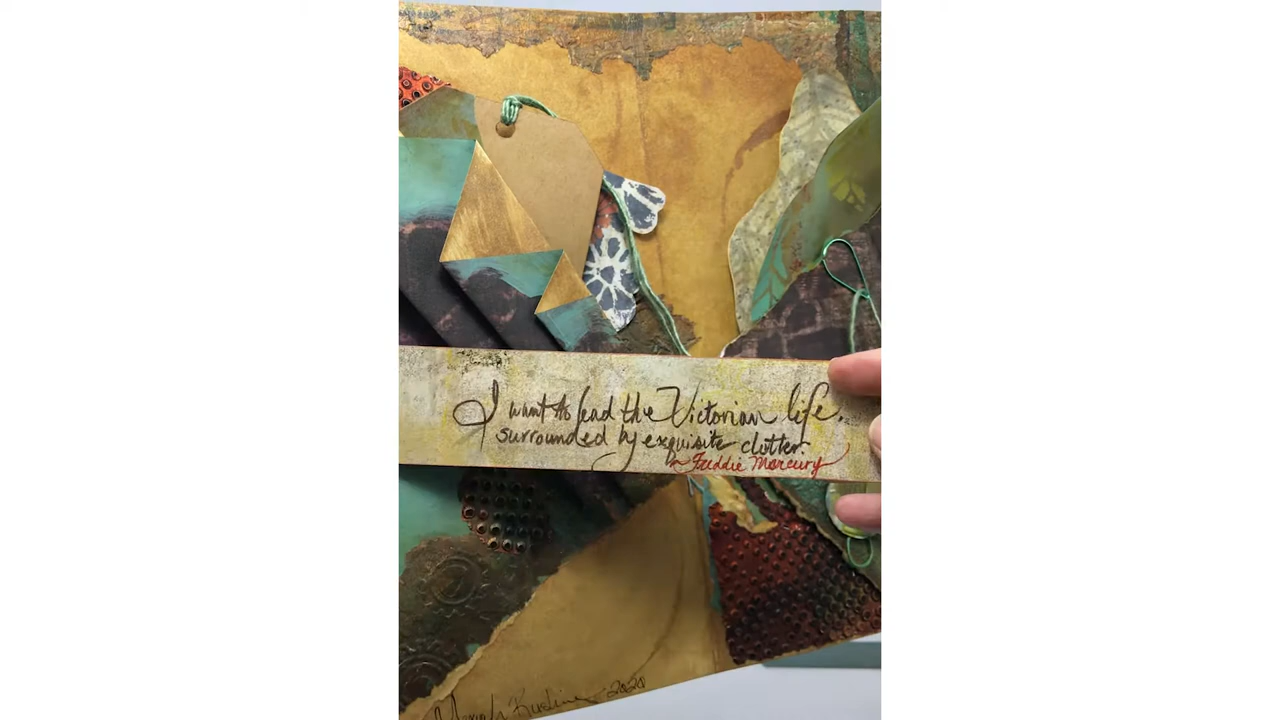 I want to lead the Victorian life,
surrounded by exquisite clutter.
~ Freddie Mercury
2020